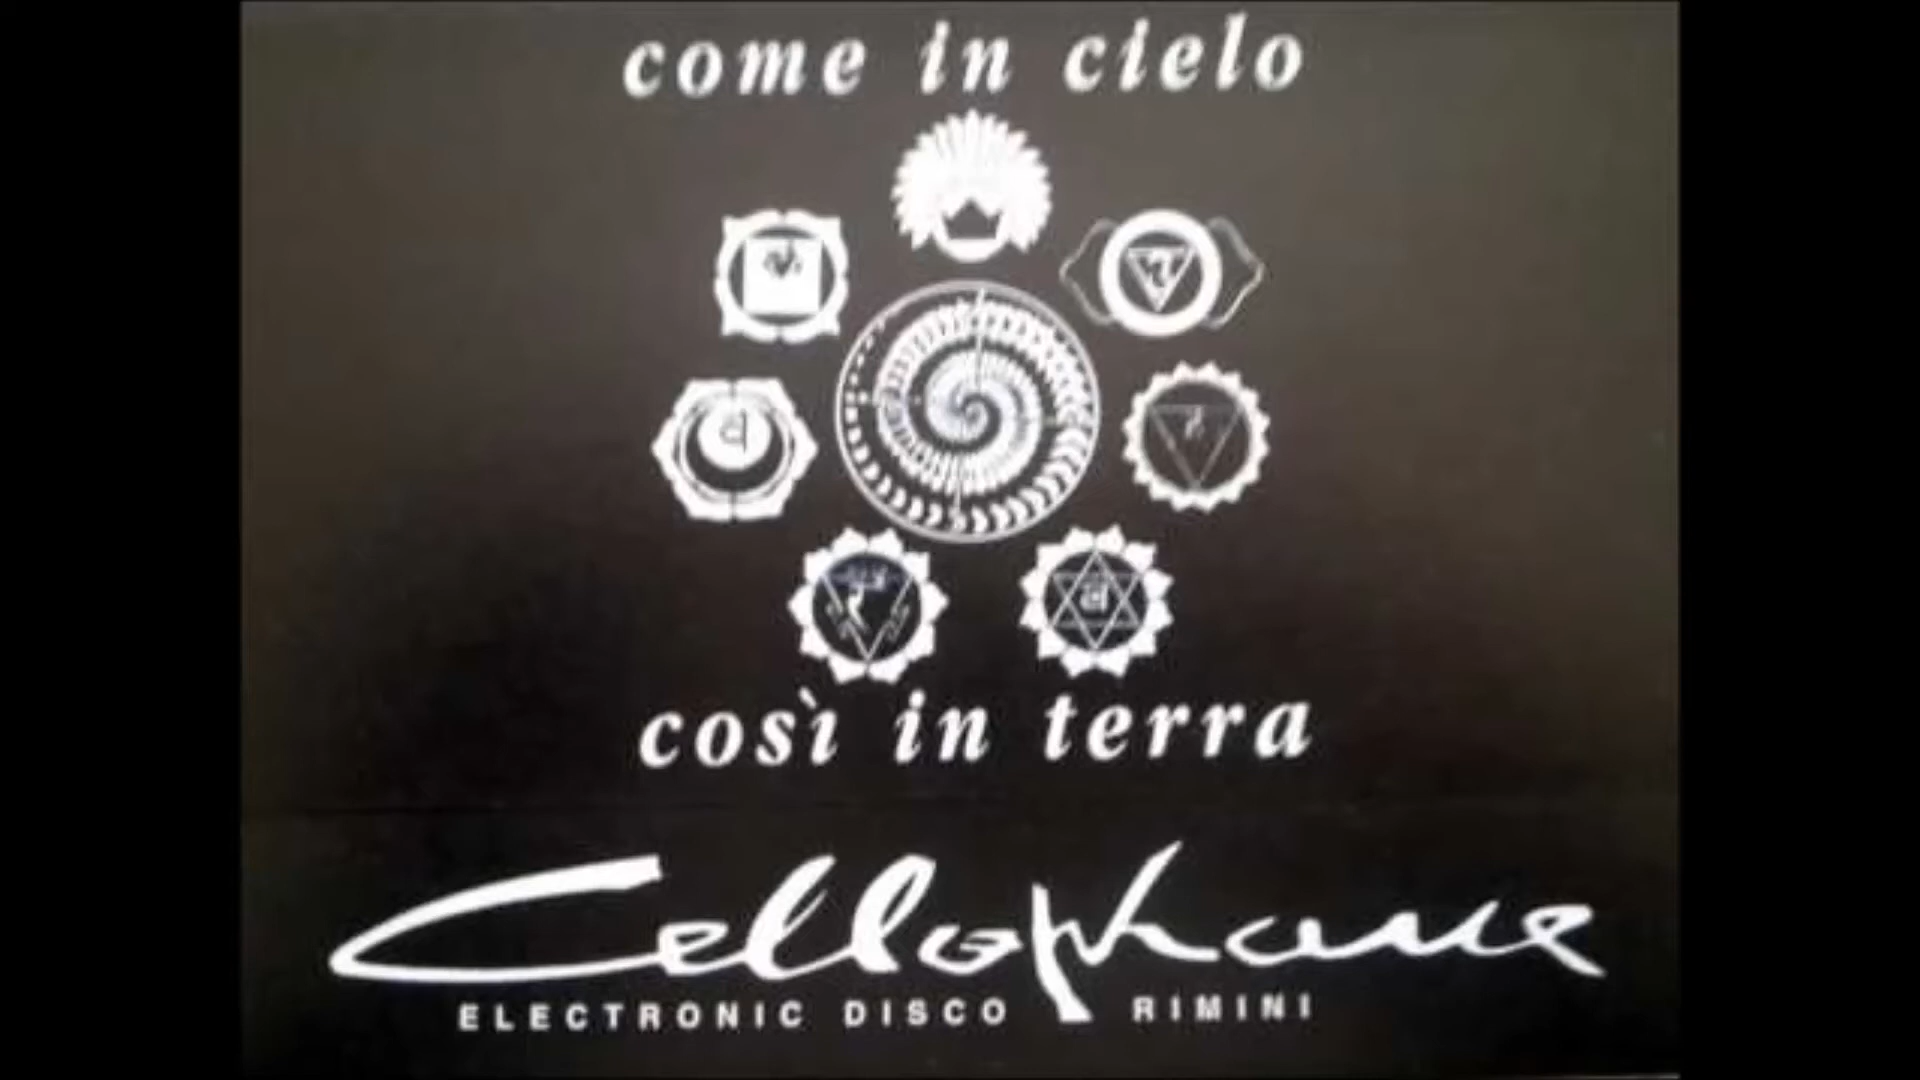 come in cielo
così in terra
Cellophane
ELECTRONIC DISCO RIMINI